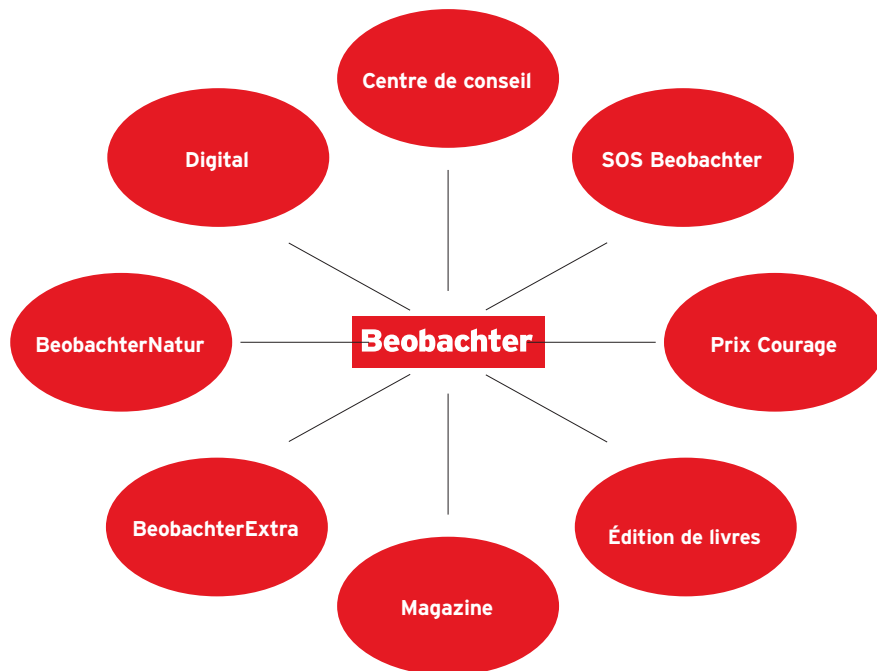 Centre de conseil
Digital
SOS Beobachter
BeobachterNatur
Beobachter
Prix Courage
BeobachterExtra
Édition de livres
Magazine